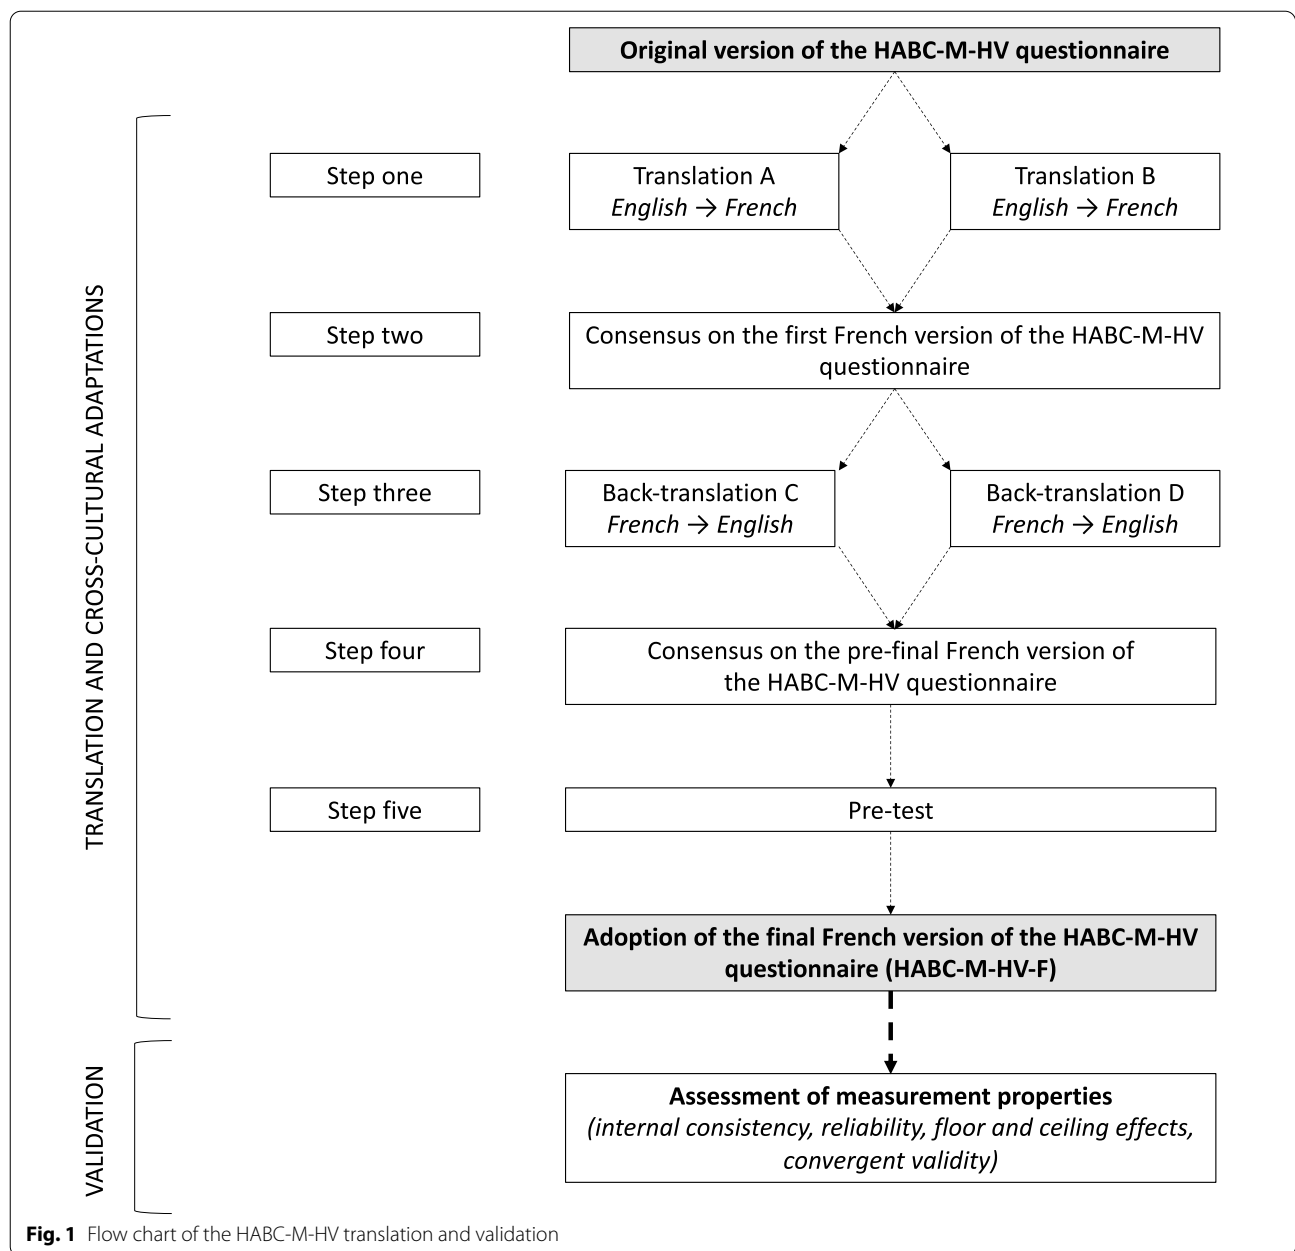 Original version of the HABC-M-HV questionnaire
TRANSLATION AND CROSS-CULTURAL ADAPTATIONS
Step one
Translation A
English → French
Translation B
English → French
Step two
Consensus on the first French version of the HABC-M-HV
questionnaire
Step three
Back-translation C
French → English
Back-translation D
French → English
Step four
Consensus on the pre-final French version of
the HABC-M-HV questionnaire
Step five
Pre-test
Adoption of the final French version of the HABC-M-HV
questionnaire (HABC-M-HV-F)
VALIDATION
Assessment of measurement properties
(internal consistency, reliability, floor and ceiling effects,
convergent validity)
Fig. 1 Flow chart of the HABC-M-HV translation and validation